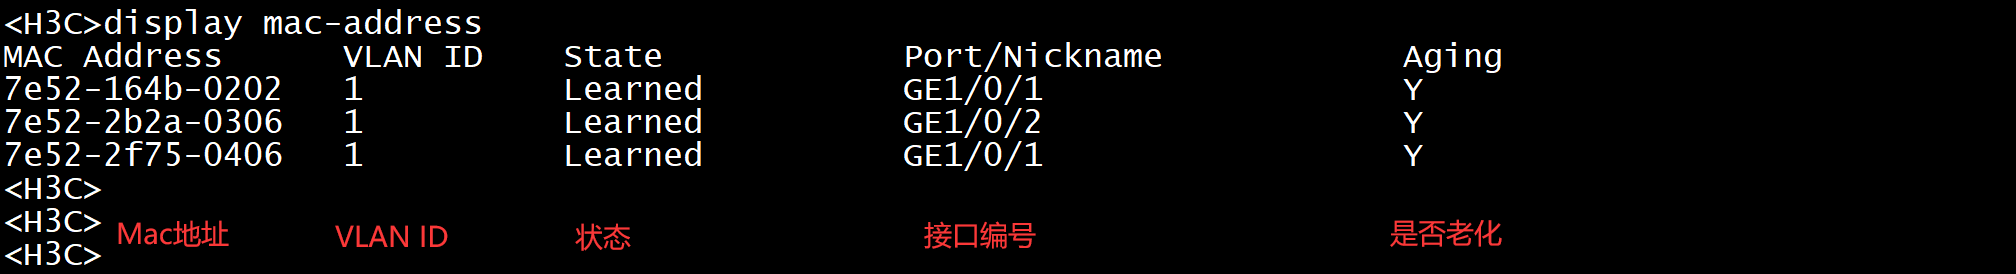 <H3C>display mac-address
MAC Address VLAN ID State Port/Nickname Aging
7e52-164b-0202 1 Learned GE1/0/1 Y
7e52-2b2a-0306 1 Learned GE1/0/2 Y
7e52-2f75-0406 1 Learned GE1/0/1 Y
<H3C>
<H3C>
Mac地址 VLAN ID 状态 接口编号 是否老化
<H3C>